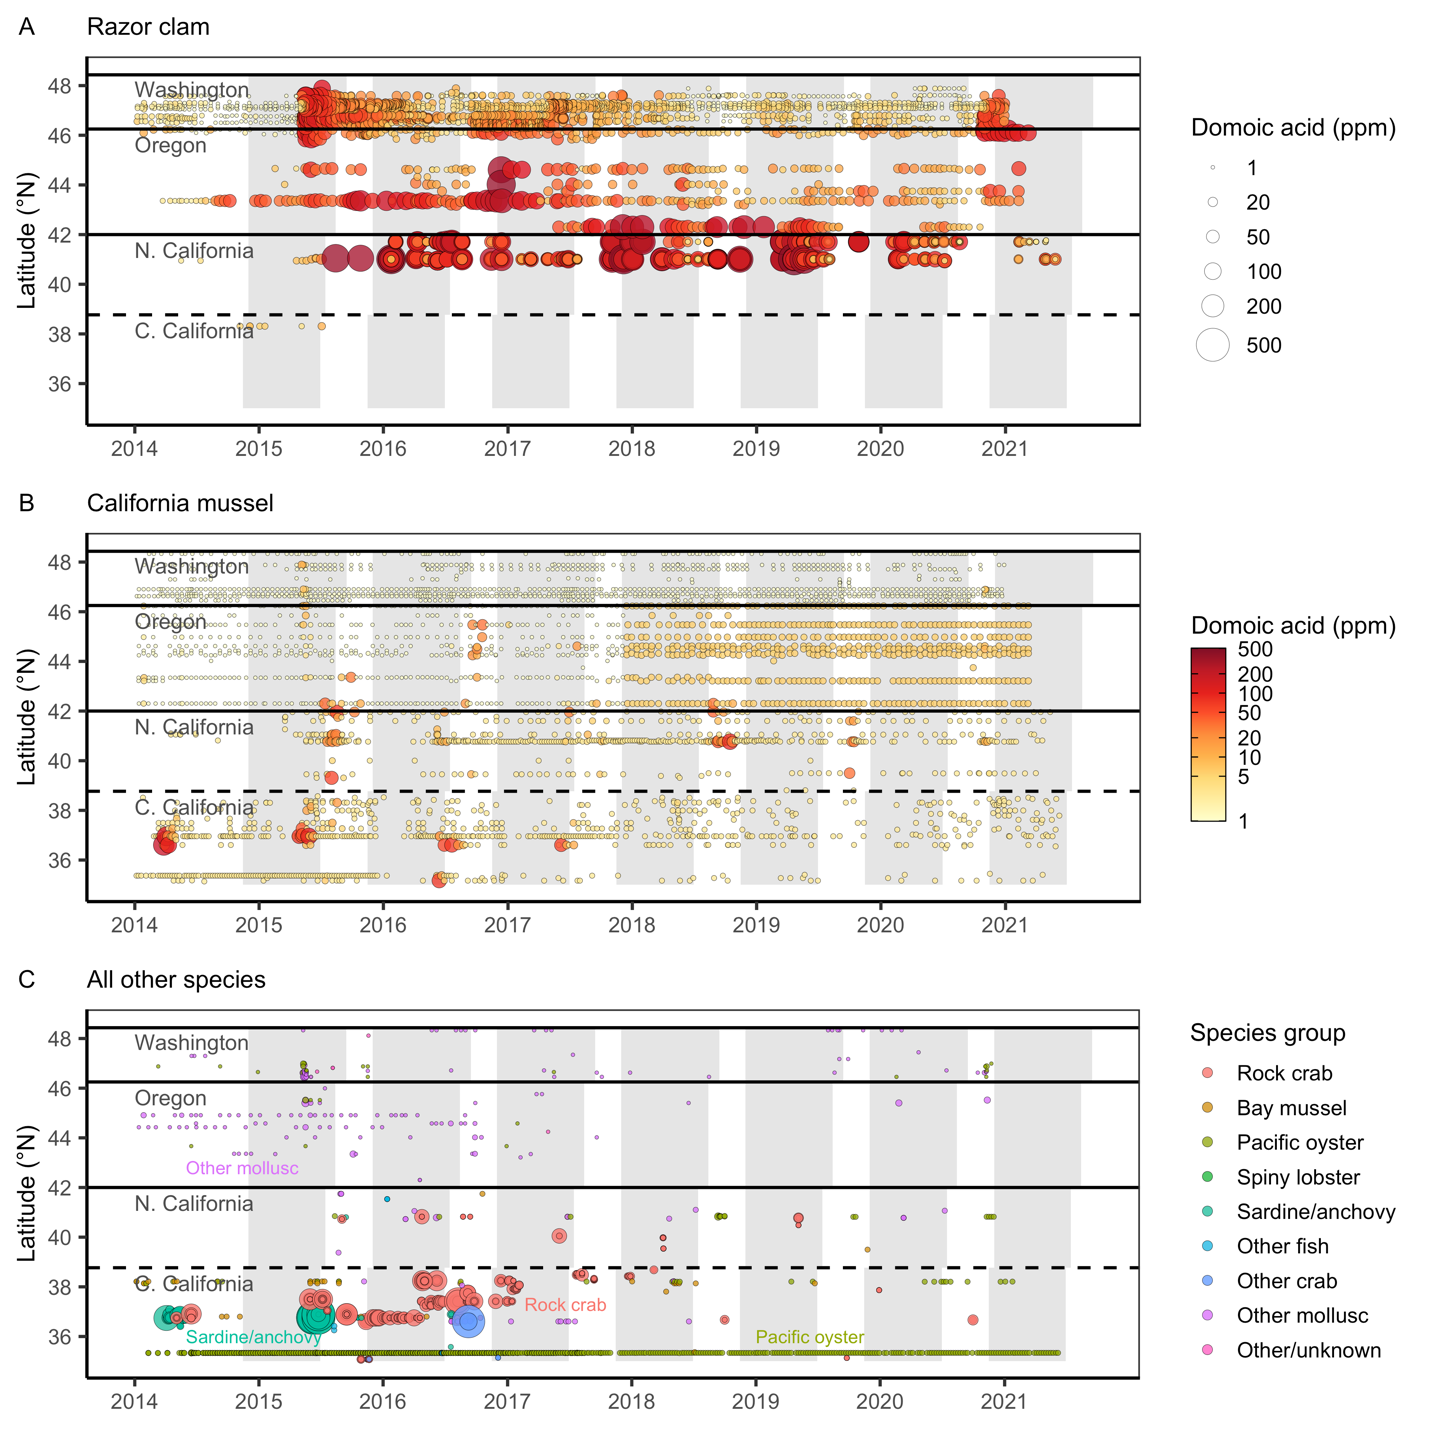 A Razor clam
Latitude (°N)
48
46
44
42
40
38
36
Washington
Oregon
N. California
C. California
2014 2015 2016 2017 2018 2019 2020 2021
Domoic acid (ppm)
1
20
50
100
200
500
B California mussel
Latitude (°N)
48
46
44
42
40
38
36
Washington
Oregon
N. California
C. California
2014 2015 2016 2017 2018 2019 2020 2021
Domoic acid (ppm)
500
200
100
50
20
10
5
1
C All other species
Latitude (°N)
48
46
44
42
40
38
36
Washington
Oregon
Other mollusc
N. California
C. California
Rock crab
Sardine/anchovy
Pacific oyster
2014 2015 2016 2017 2018 2019 2020 2021
Species group
Rock crab
Bay mussel
Pacific oyster
Spiny lobster
Sardine/anchovy
Other fish
Other crab
Other mollusc
Other/unknown